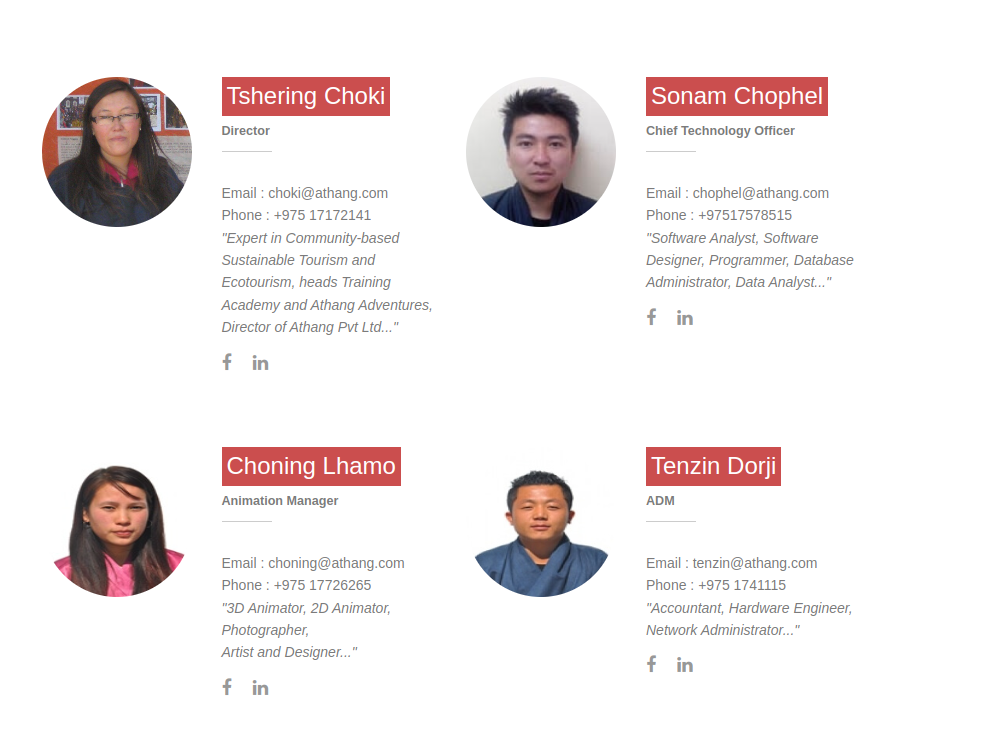 Tshering Choki
Director
Email : choki@athang.com
Phone : +975 17172141
"Expert in Community-based
Sustainable Tourism and
Ecotourism, heads Training
Academy and Athang Adventures,
Director of Athang Pvt Ltd..."
Sonam Chophel
Chief Technology Officer
Email : chophel@athang.com
Phone : +97517578515
"Software Analyst, Software
Designer, Programmer, Database
Administrator, Data Analyst..."
Choning Lhamo
Animation Manager
Email : choning@athang.com
Phone : +975 17726265
"3D Animator, 2D Animator,
Photographer,
Artist and Designer..."
Tenzin Dorji
ADM
Email : tenzin@athang.com
Phone : +975 1741115
"Accountant, Hardware Engineer,
Network Administrator..."